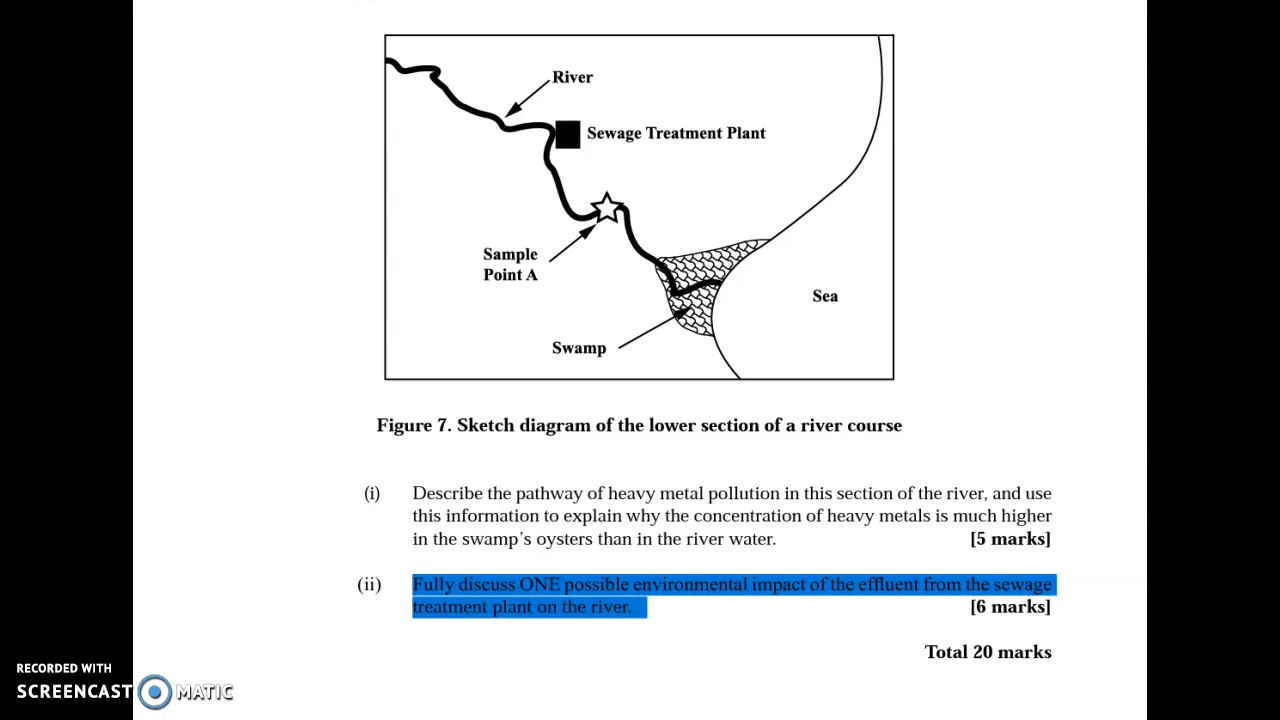 River
Sewage Treatment Plant
Sample
Point A
Sea
Swamp
Figure 7. Sketch diagram of the lower section of a river course
(i) Describe the pathway of heavy metal pollution in this section of the river, and use
this information to explain why the concentration of heavy metals is much higher
in the swamp's oysters than in the river water. [5 marks]
(ii) Fully discuss ONE possible environmental impact of the effluent from the sewage
treatment plant on the river. [6 marks]
Total 20 marks
RECORDED WITH
SCREENCAST MATIC